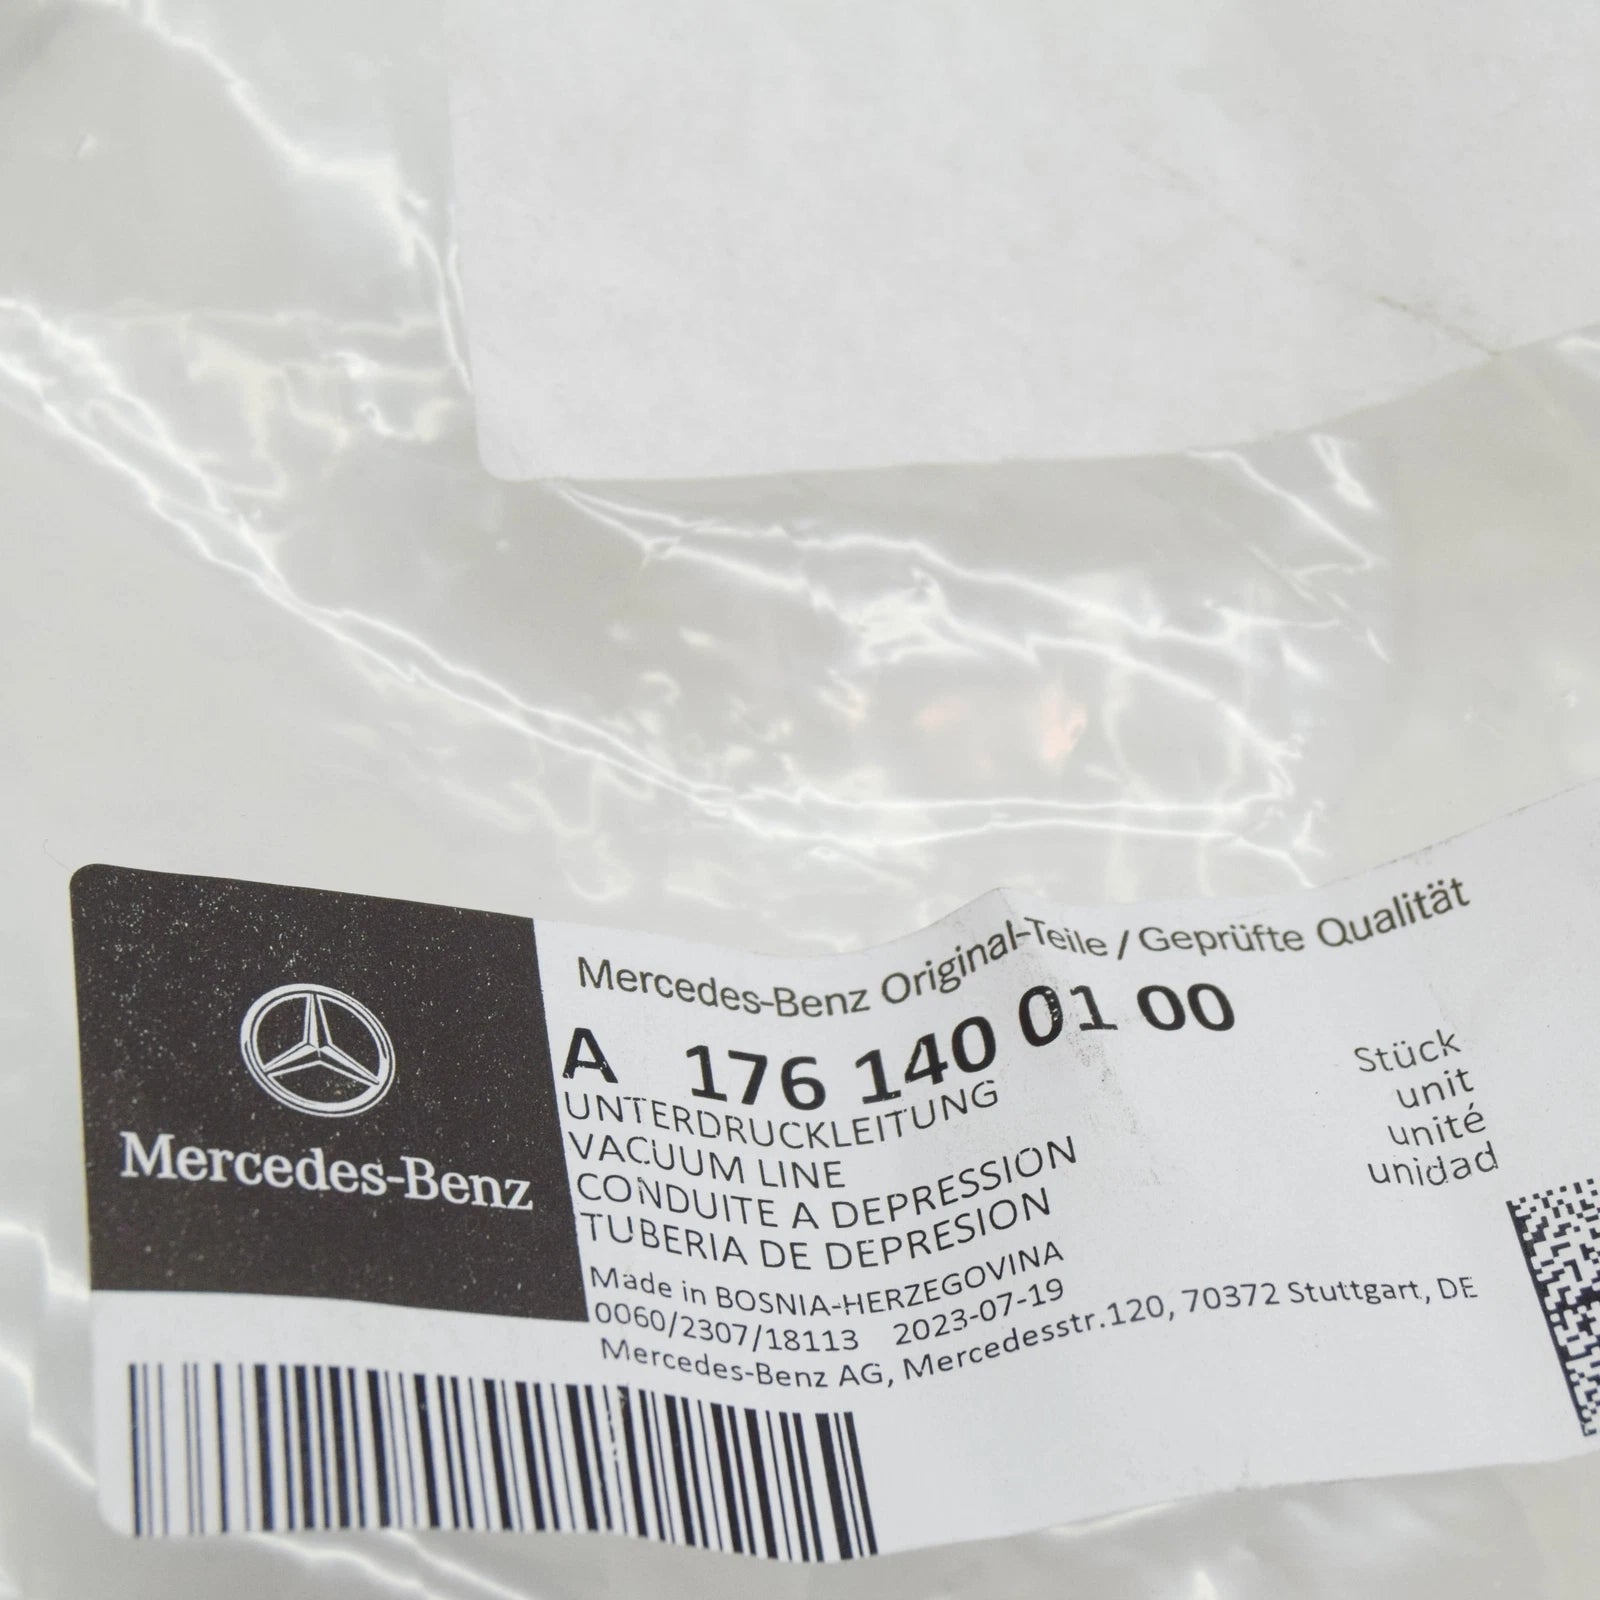 Mercedes-Benz
Mercedes-Benz Original-Teile / Geprüfte Qualität
A 176 140 01 00
UNTERDRUCKLEITUNG
VACUUM LINE
CONDUITE A DEPRESSION
TUBERIA DE DEPRESION
Stück
unit
unité
unidad
Made in BOSNIA-HERZEGOVINA
0060/2307/18113 2023-07-19
Mercedes-Benz AG, Mercedesstr.120, 70372 Stuttgart, DE